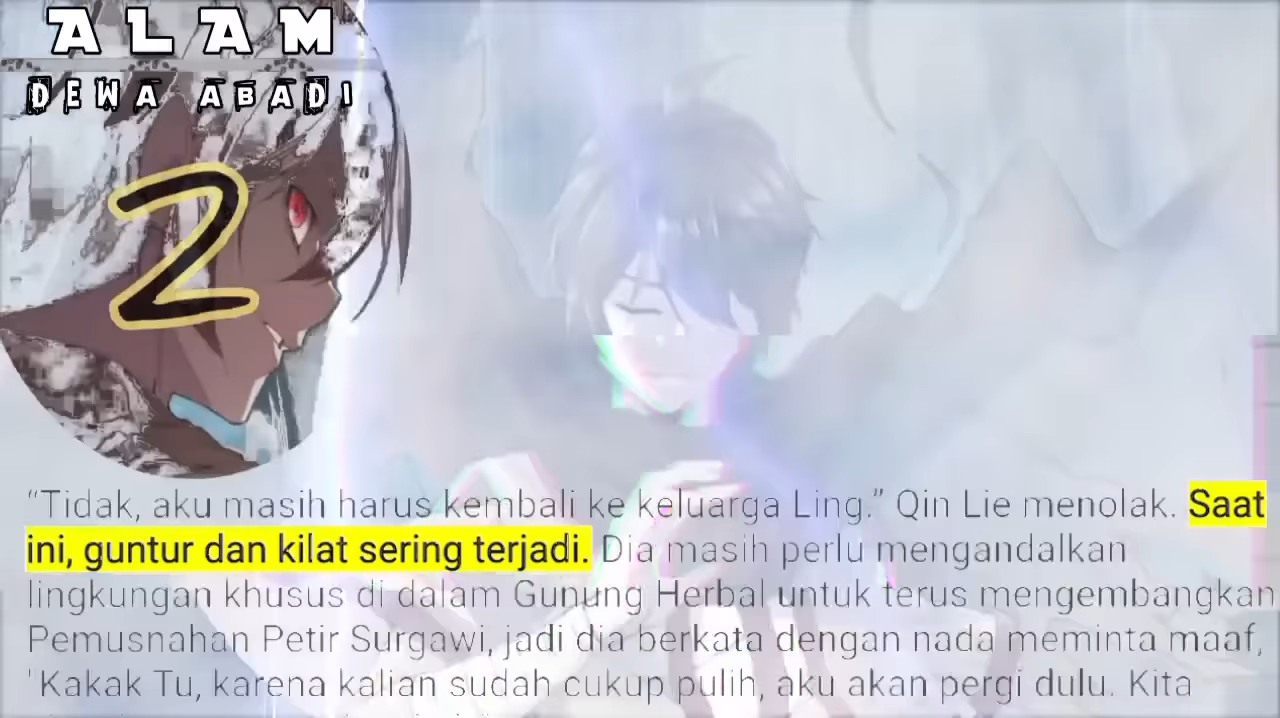 ALAM
DEWA ABADI
2
“Tidak, aku masih harus kembali ke keluarga Ling.” Qin Lie menolak. Saat
ini, guntur dan kilat sering terjadi. Dia masih perlu mengandalkan
lingkungan khusus di dalam Gunung Herbal untuk terus mengembangkan
Pemusnahan Petir Surgawi, jadi dia berkata dengan nada meminta maaf,
'Kakak Tu, karena kalian sudah cukup pulih, aku akan pergi dulu. Kita